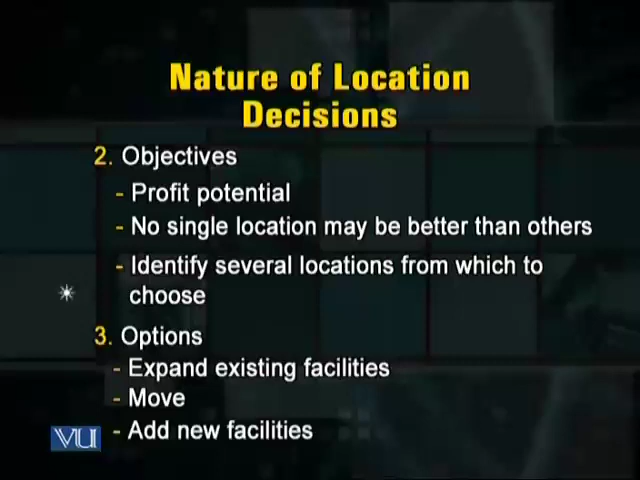 Nature of Location
Decisions
2. Objectives
- Profit potential
- No single location may be better than others
- Identify several locations from which to
choose
3. Options
- Expand existing facilities
- Move
- Add new facilities
VU